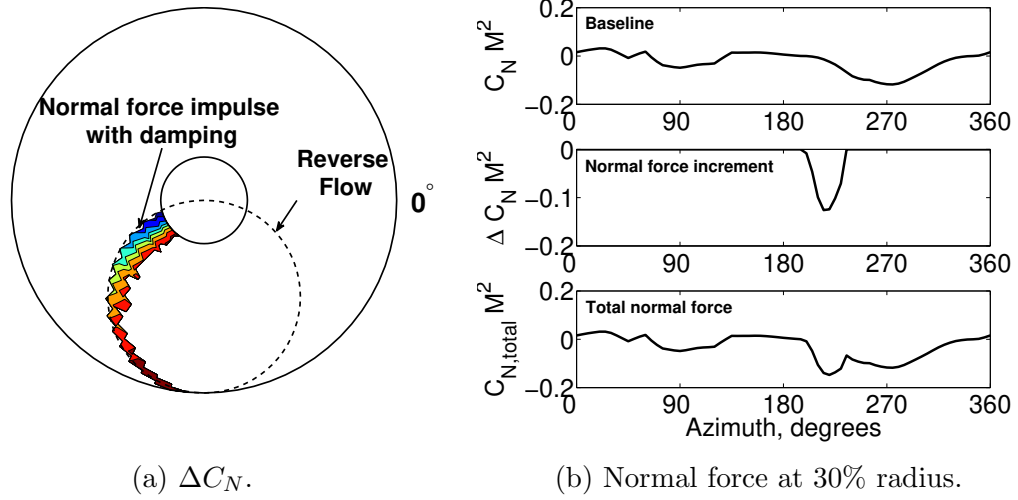 Normal force impulse
with damping
Reverse
Flow
0°
(a) ΔC_N.
0.2
Baseline
C_N M²
0
−0.2
0 90 180 270 360
0
Normal force increment
Δ C_N M²
−0.1
−0.2
0 90 180 270 360
0.2
Total normal force
C_N,total M²
0
−0.2
0 90 180 270 360
Azimuth, degrees
(b) Normal force at 30% radius.